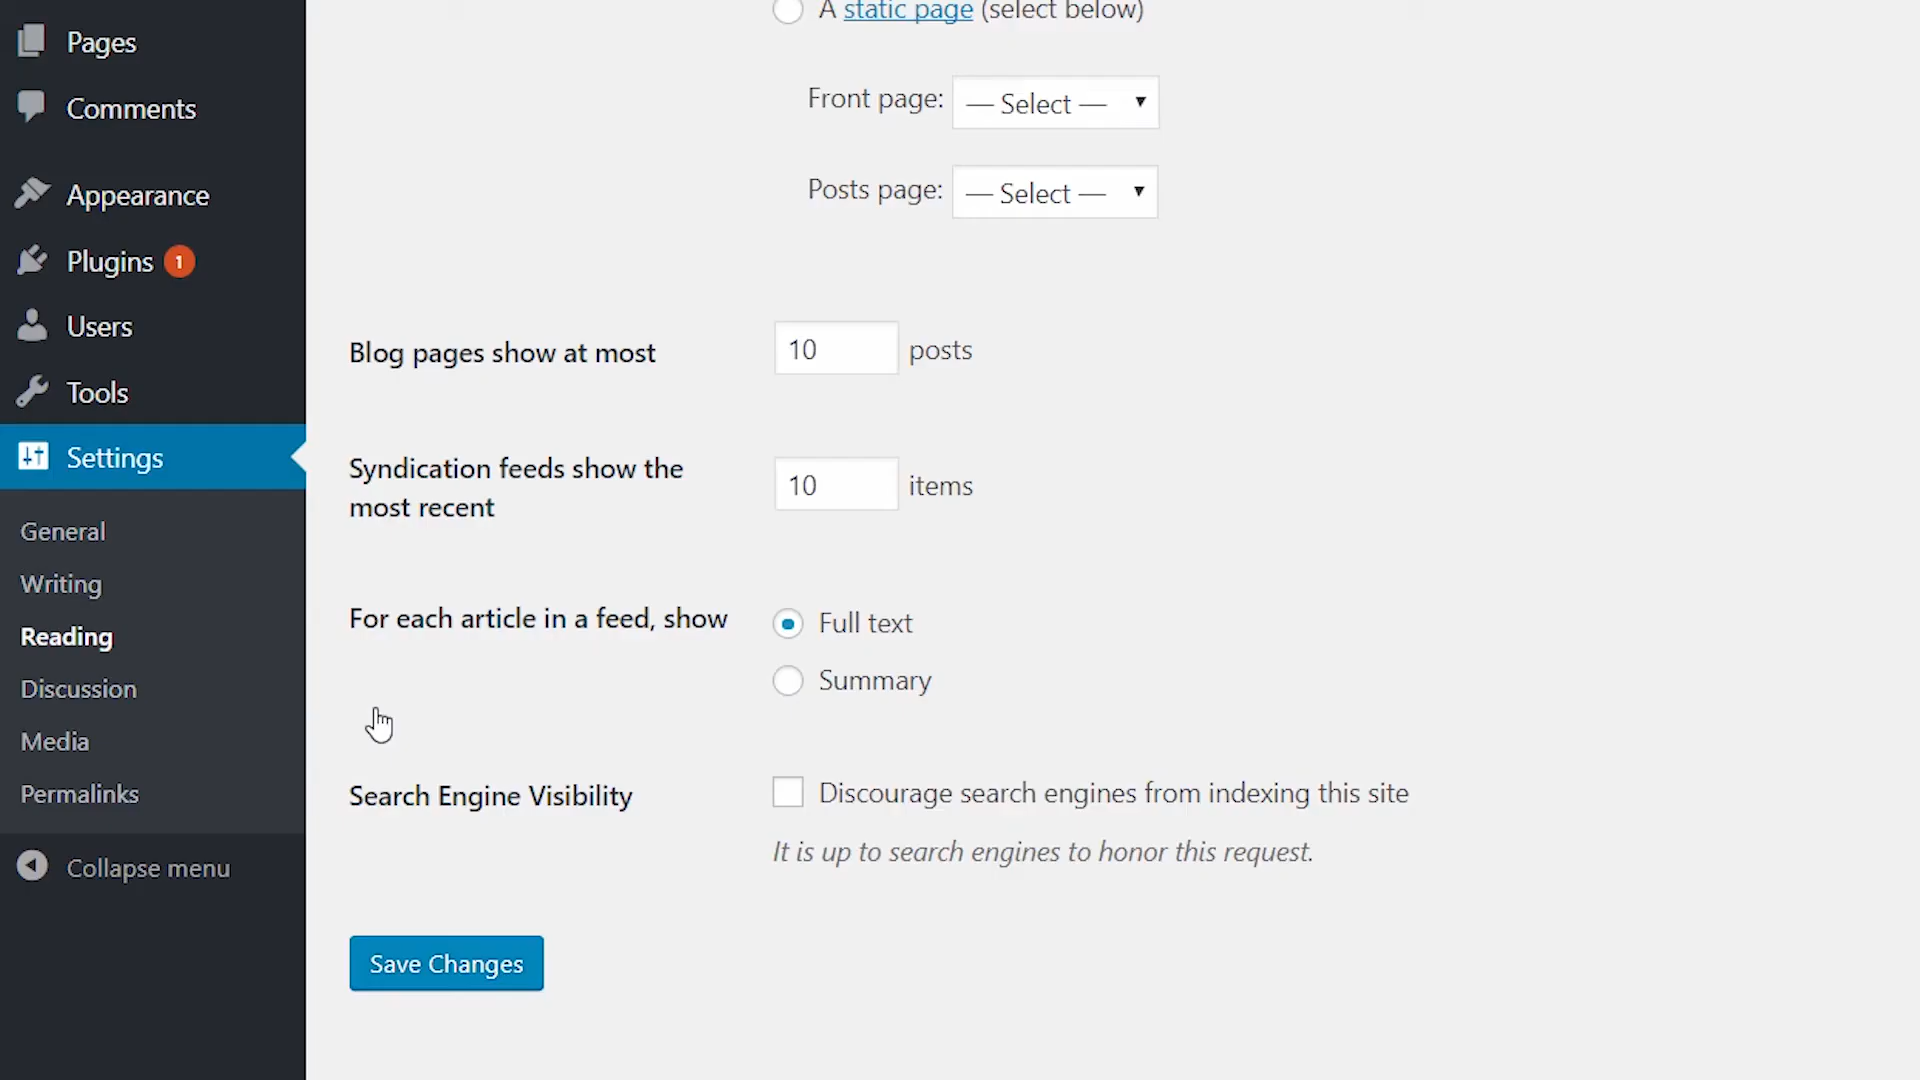 Pages
Comments
Appearance
Plugins 1
Users
Tools
Settings
General
Writing
Reading
Discussion
Media
Permalinks
Collapse menu
A static page (select below)
Front page: — Select —
Posts page: — Select —
Blog pages show at most 10 posts
Syndication feeds show the
most recent
10 items
For each article in a feed, show
Full text
Summary
Search Engine Visibility
Discourage search engines from indexing this site
It is up to search engines to honor this request.
Save Changes